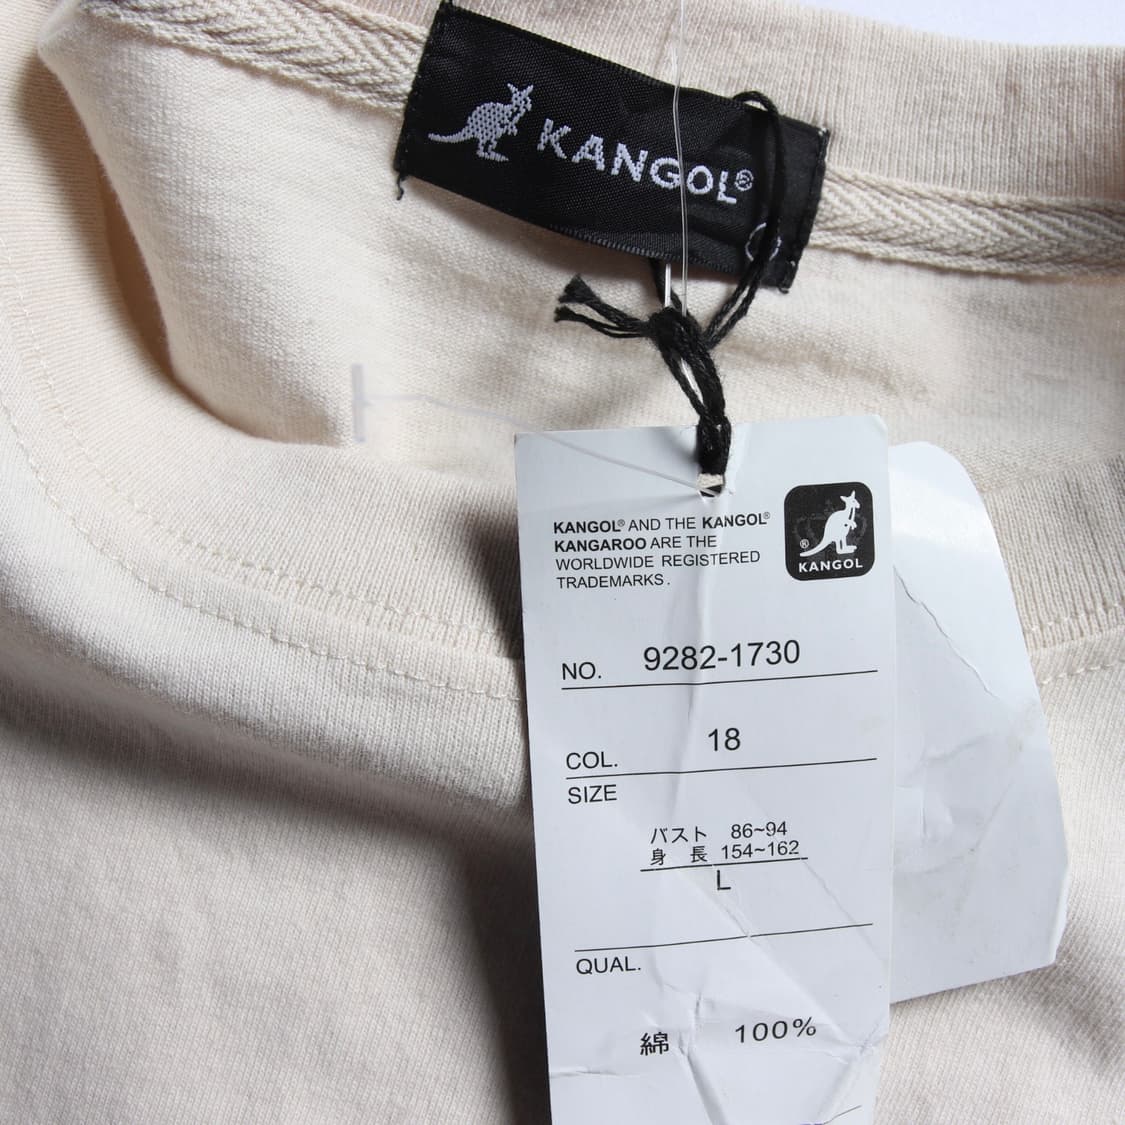 KANGOL®
KANGOL® AND THE KANGOL®
KANGAROO ARE THE
WORLDWIDE REGISTERED
TRADEMARKS.
®
KANGOL
NO. 9282-1730
COL. 18
SIZE
バスト 86~94
身 長 154~162
L
QUAL.
綿 100%